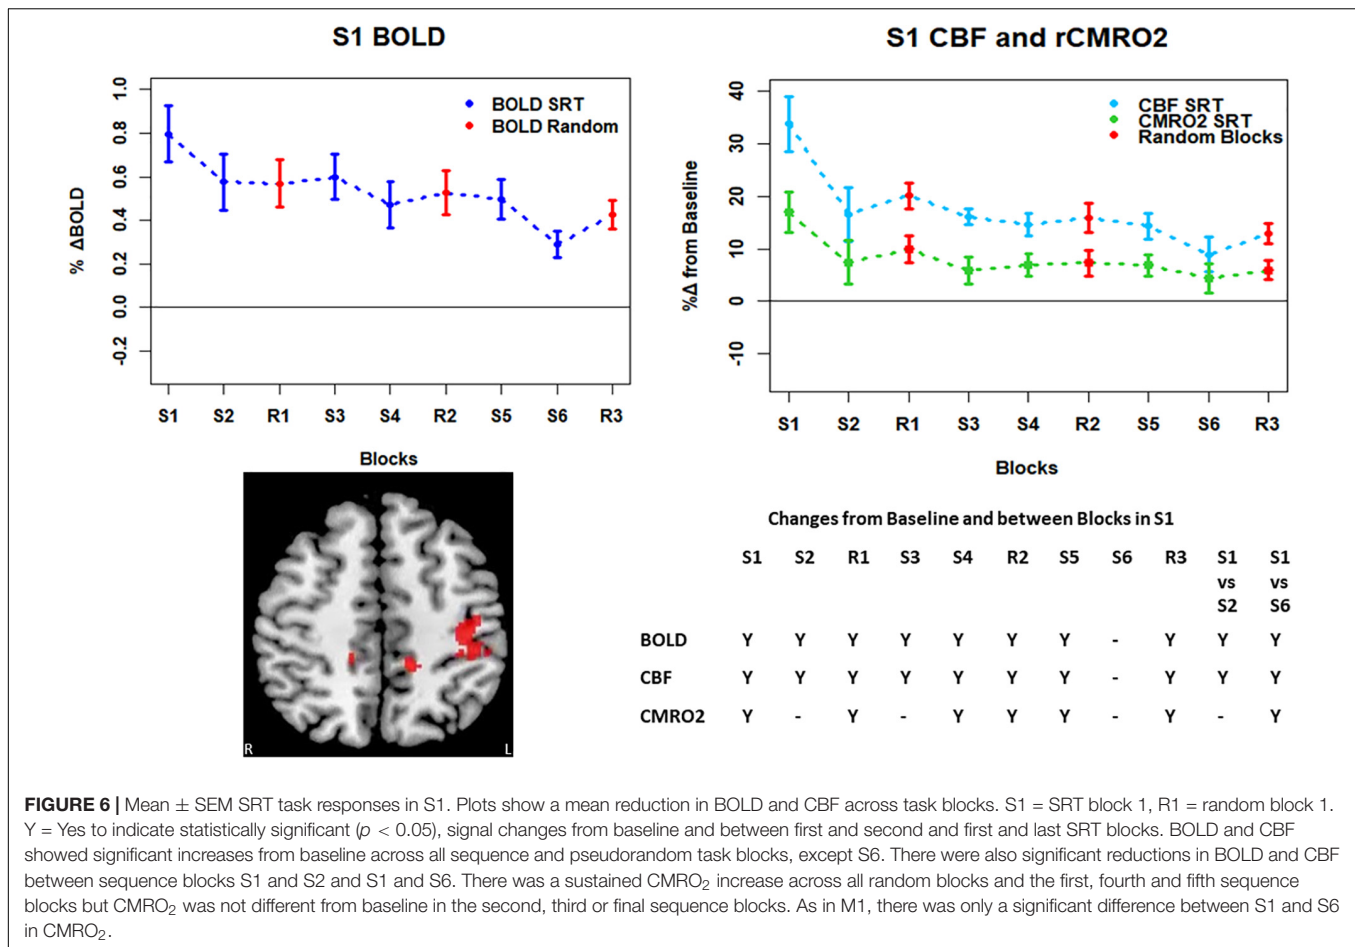 S1 BOLD
% ΔBOLD
1.0
0.8
0.6
0.4
0.2
0.0
-0.2
BOLD SRT
BOLD Random
S1 S2 R1 S3 S4 R2 S5 S6 R3
Blocks
S1 CBF and rCMRO2
%Δ from Baseline
40
30
20
10
0
-10
CBF SRT
CMRO2 SRT
Random Blocks
S1 S2 R1 S3 S4 R2 S5 S6 R3
Blocks
R L
Changes from Baseline and between Blocks in S1
S1 S2 R1 S3 S4 R2 S5 S6 R3 S1 S1
vs vs
S2 S6
BOLD Y Y Y Y Y Y Y - Y Y Y
CBF Y Y Y Y Y Y Y - Y Y Y
CMRO2 Y - Y - Y Y Y - Y - Y
FIGURE 6 | Mean ± SEM SRT task responses in S1. Plots show a mean reduction in BOLD and CBF across task blocks. S1 = SRT block 1, R1 = random block 1.
Y = Yes to indicate statistically significant (p < 0.05), signal changes from baseline and between first and second and first and last SRT blocks. BOLD and CBF
showed significant increases from baseline across all sequence and pseudorandom task blocks, except S6. There were also significant reductions in BOLD and CBF
between sequence blocks S1 and S2 and S1 and S6. There was a sustained CMRO₂ increase across all random blocks and the first, fourth and fifth sequence
blocks but CMRO₂ was not different from baseline in the second, third or final sequence blocks. As in M1, there was only a significant difference between S1 and S6
in CMRO₂.